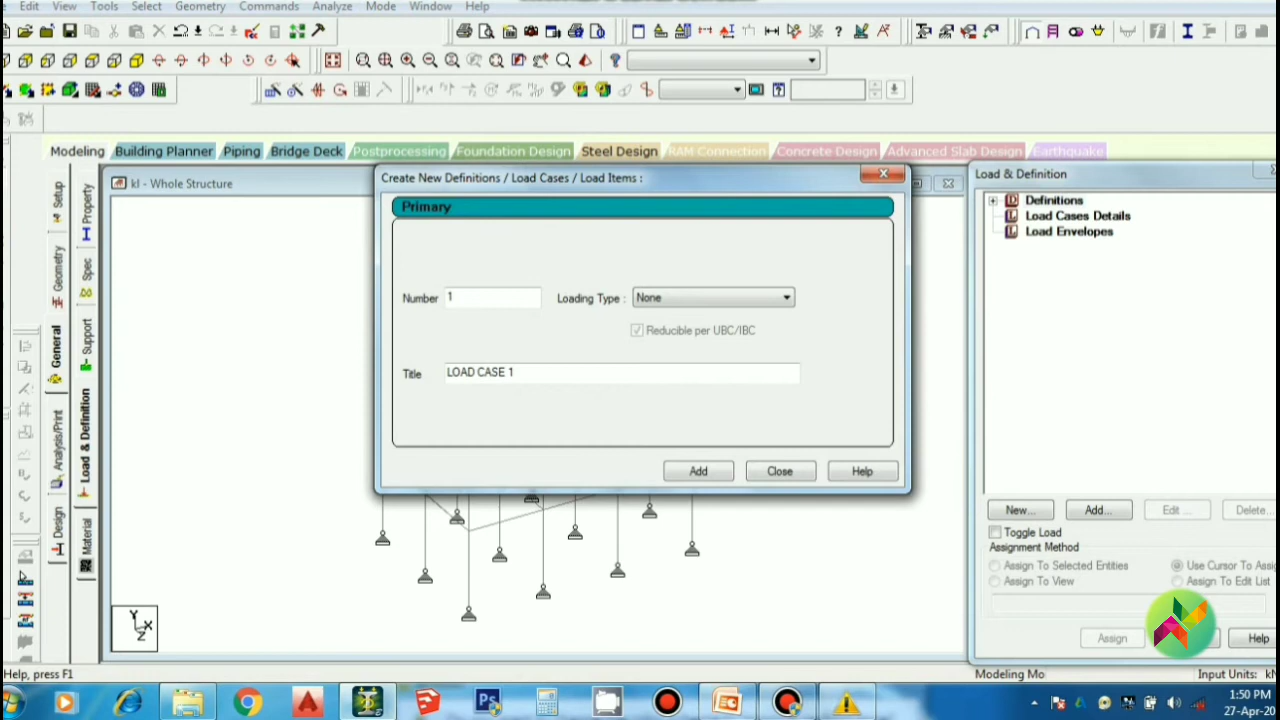 Edit View Tools Select Geometry Commands Analyze Mode Window Help
Modeling Building Planner Piping Bridge Deck Postprocessing Foundation Design Steel Design RAM Connection Concrete Design Advanced Slab Design Earthquake
kl - Whole Structure
Create New Definitions / Load Cases / Load Items :
Primary
Number 1 Loading Type : None
Reducible per UBC/IBC
Title LOAD CASE 1
Add Close Help
Load & Definition
Definitions
Load Cases Details
Load Envelopes
New... Add... Edit ... Delete...
Toggle Load
Assignment Method
Assign To Selected Entities Use Cursor To Assi
Assign To View Assign To Edit List
Assign Help
Setup
Geometry
General
Analysis/Print
Design
Property
Spec
Support
Load & Definition
Material
Y
X
Z
Help, press F1 Modeling Mo Input Units: kN
1:50 PM
27-Apr-20